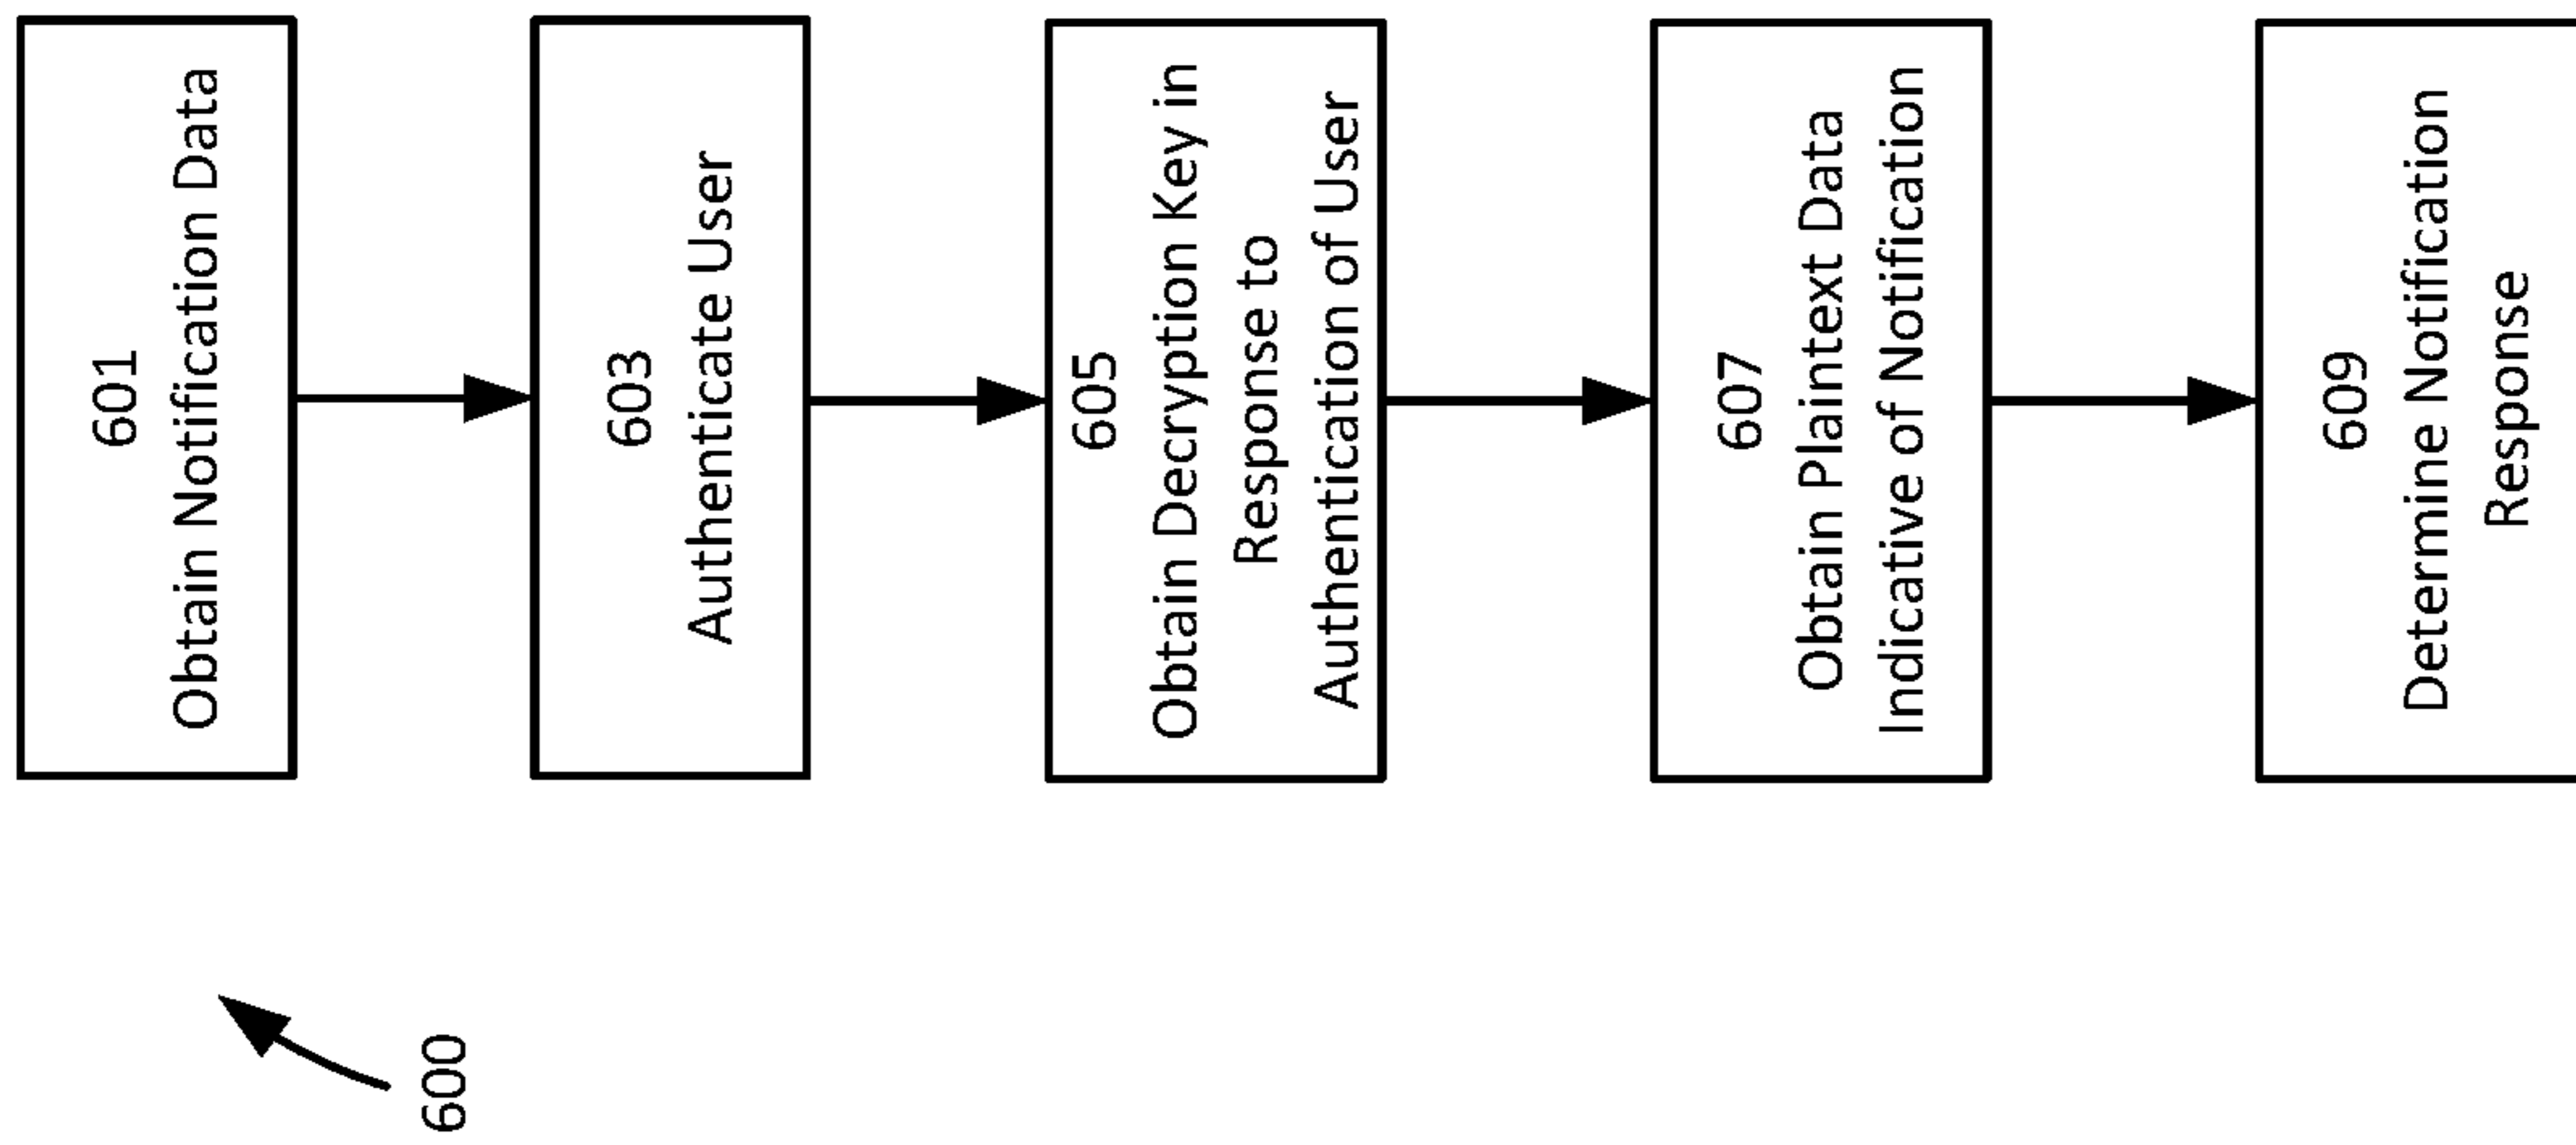 600
601
Obtain Notification Data
603
Authenticate User
605
Obtain Decryption Key in
Response to
Authentication of User
607
Obtain Plaintext Data
Indicative of Notification
609
Determine Notification
Response